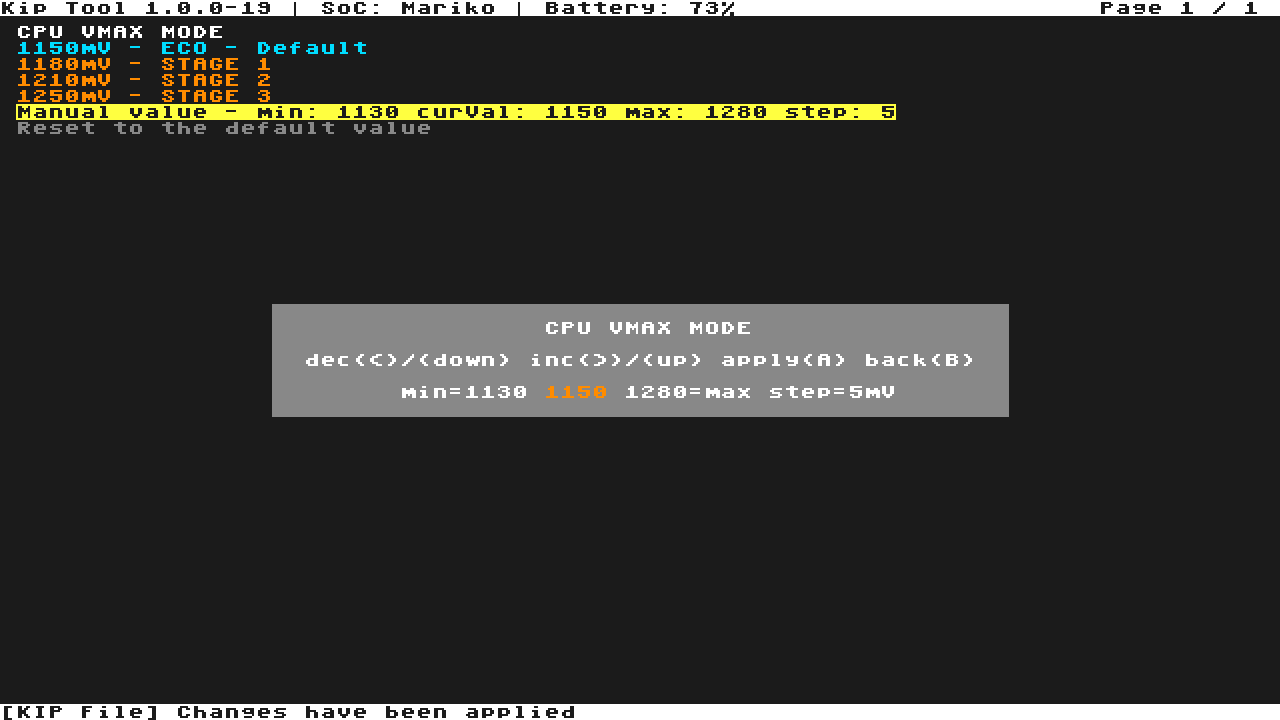 Kip Tool 1.0.0-19 | SoC: Mariko | Battery: 73% Page 1 / 1
CPU VMAX MODE
1150mV - ECO - Default
1180mV - STAGE 1
1210mV - STAGE 2
1250mV - STAGE 3
Manual value - min: 1130 curVal: 1150 max: 1280 step: 5
Reset to the default value
CPU VMAX MODE
dec(<)/(down) inc(>)/(up) apply(A) back(B)
min=1130 1150 1280=max step=5mV
[KIP File] Changes have been applied